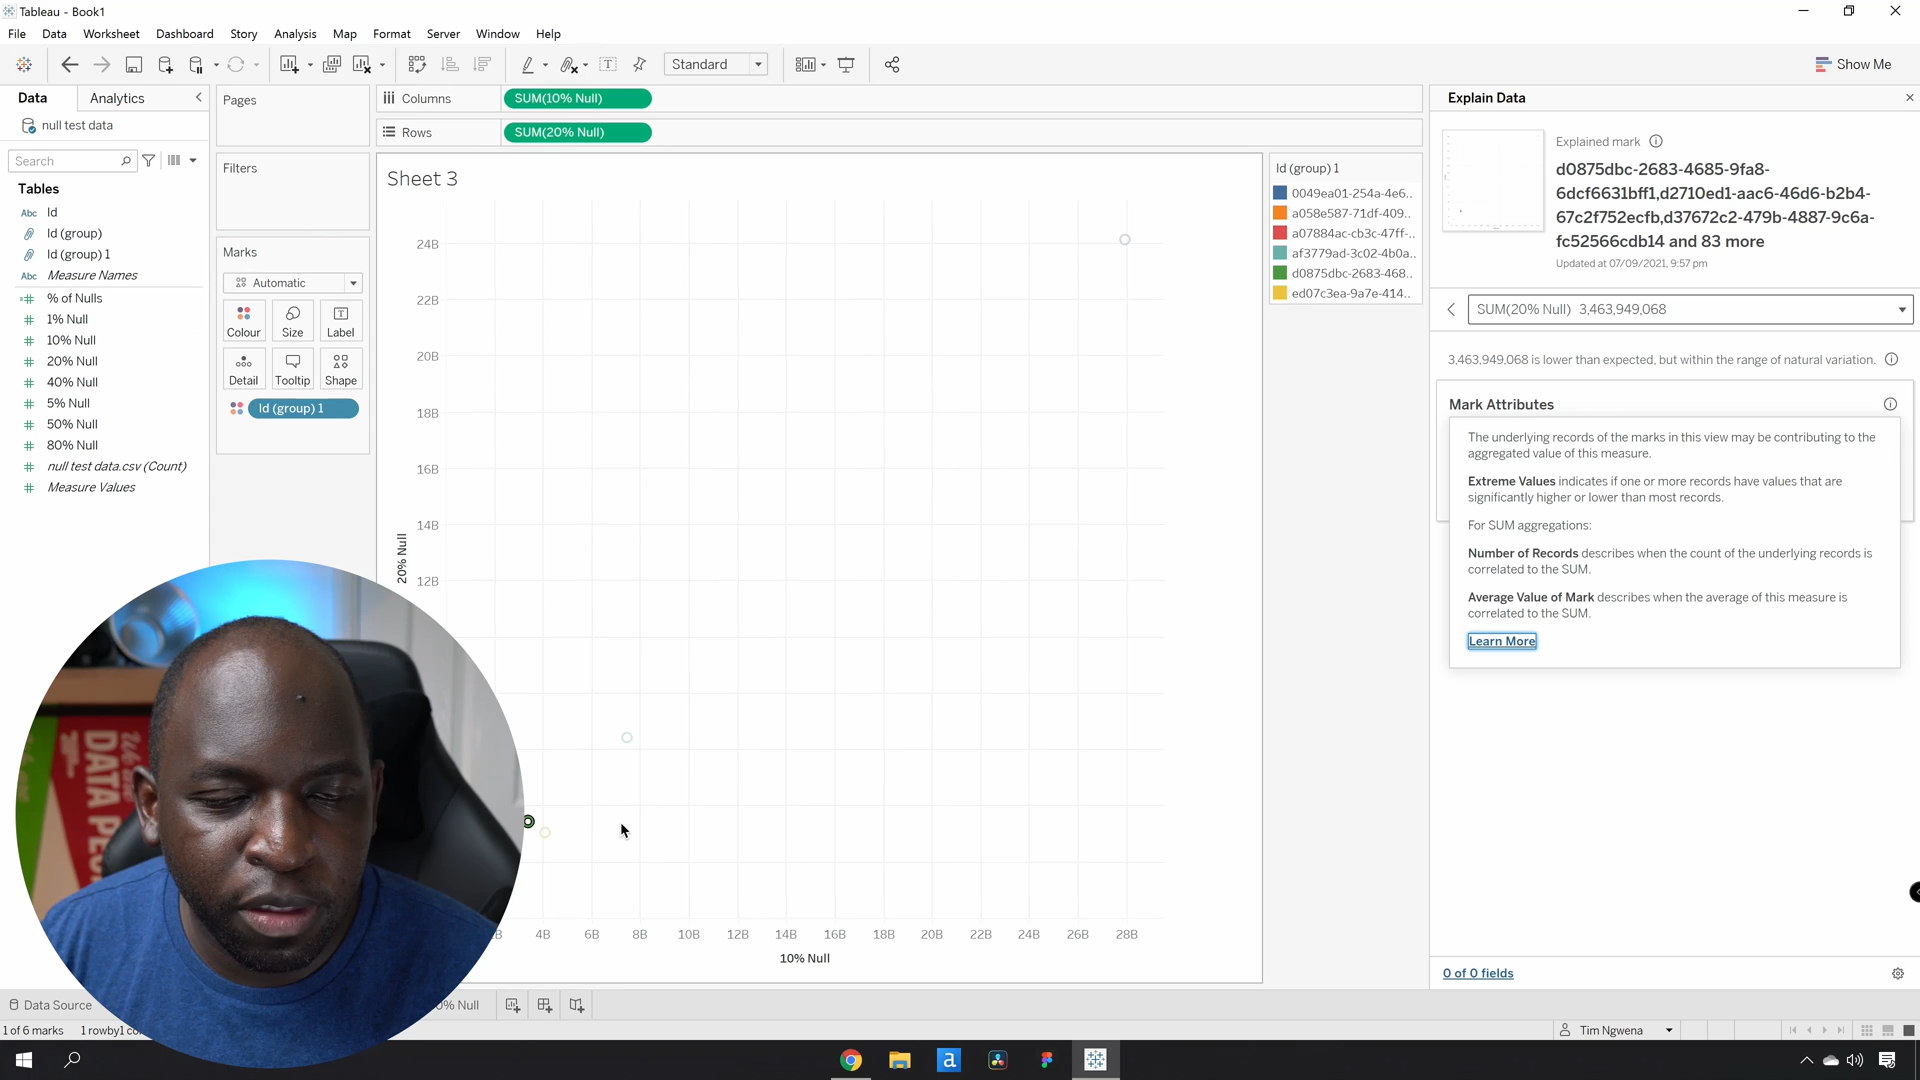 Tableau - Book1
File Data Worksheet Dashboard Story Analysis Map Format Server Window Help
Standard
Show Me
Data Analytics
null test data
Search
Tables
Id
Id (group)
Id (group) 1
Measure Names
% of Nulls
1% Null
10% Null
20% Null
40% Null
5% Null
50% Null
80% Null
null test data.csv (Count)
Measure Values
Pages
Filters
Marks
Automatic
Colour Size Label
Detail Tooltip Shape
Id (group) 1
Columns SUM(10% Null)
Rows SUM(20% Null)
Sheet 3
24B
22B
20B
18B
16B
14B
12B
20% Null
4B 6B 8B 10B 12B 14B 16B 18B 20B 22B 24B 26B 28B
10% Null
Id (group) 1
0049ea01-254a-4e6..
a058e587-71df-409..
a07884ac-cb3c-47ff-..
af3779ad-3c02-4b0a..
d0875dbc-2683-468..
ed07c3ea-9a7e-414..
Explain Data
Explained mark
d0875dbc-2683-4685-9fa8-
6dcf6631bff1,d2710ed1-aac6-46d6-b2b4-
67c2f752ecfb,d37672c2-479b-4887-9c6a-
fc52566cdb14 and 83 more
Updated at 07/09/2021, 9:57 pm
SUM(20% Null) 3,463,949,068
3,463,949,068 is lower than expected, but within the range of natural variation.
Mark Attributes
The underlying records of the marks in this view may be contributing to the
aggregated value of this measure.
Extreme Values indicates if one or more records have values that are
significantly higher or lower than most records.
For SUM aggregations:
Number of Records describes when the count of the underlying records is
correlated to the SUM.
Average Value of Mark describes when the average of this measure is
correlated to the SUM.
Learn More
0 of 0 fields
DATA PE
Data Source
0% Null
1 of 6 marks 1 row by 1 co
Tim Ngwena